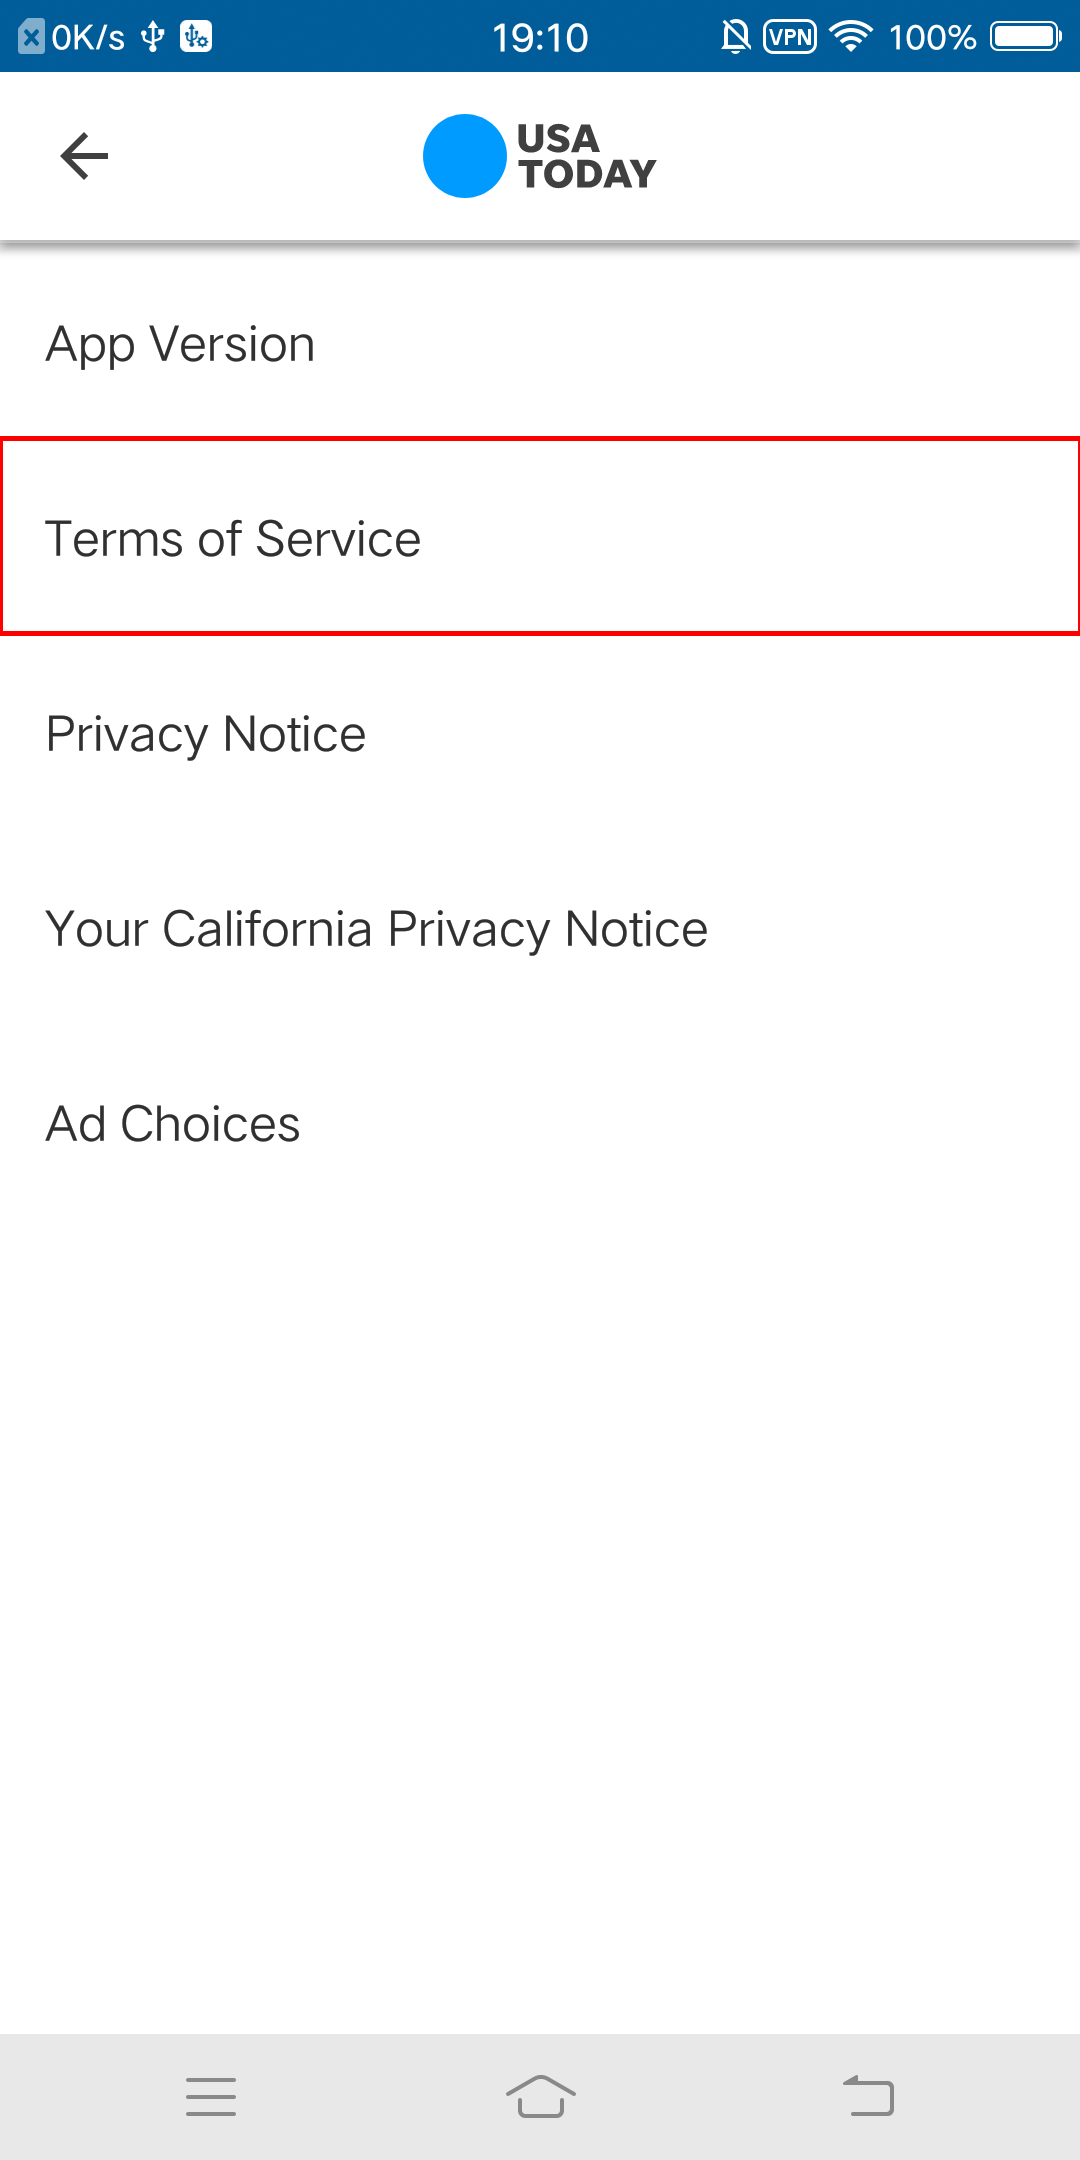 0K/s
19:10
VPN
100%
USA
TODAY
App Version
Terms of Service
Privacy Notice
Your California Privacy Notice
Ad Choices